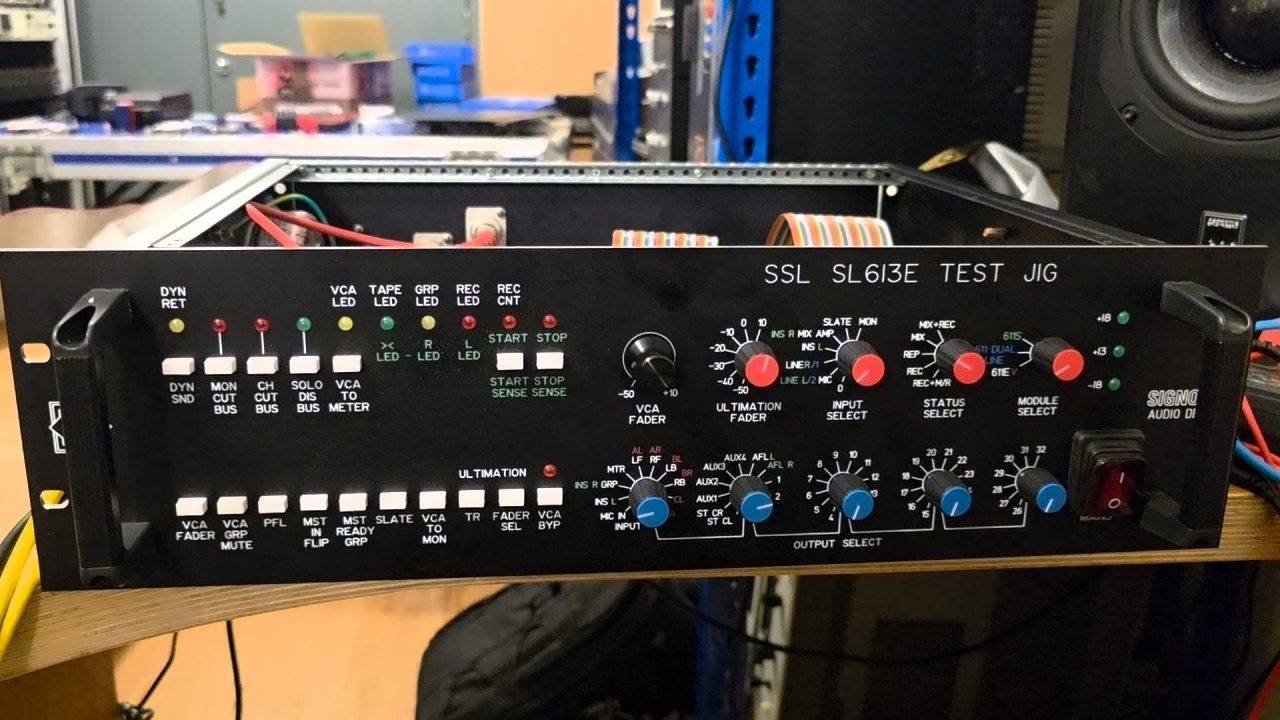 SSL SL613E TEST JIG
DYN
RET
VCA
LED
TAPE
LED
GRP
LED
REC
LED
REC
CNT
><
LED
-
R
LED
L
LED
START
STOP
START
SENSE
STOP
SENSE
DYN
SND
MON
CUT
BUS
CH
CUT
BUS
SOLO
DIS
BUS
VCA
TO
METER
-50
+10
VCA
FADER
10
0
-10
-20
-30
-40
-50
ULTIMATION
FADER
SLATE
MON
INS R
MIX AMP
INS L
LINE R/1
LINE L/2
MIC
0
INPUT
SELECT
MIX+REC
MIX
REP
REC
REC+M/R
STATUS
SELECT
611S
611 DUAL
LINE
611E V
MODULE
SELECT
+18
+13
-18
SIGNO
AUDIO
ULTIMATION
VCA
FADER
VCA
GRP
MUTE
PFL
MST
IN
FLIP
MST
READY
GRP
SLATE
VCA
TO
MON
TR
FADER
SEL
VCA
BYP
AL
AR
LF
RF
BL
LB
BR
RB
CL
MTR
INS R
GRP
INS L
MIC IN
INPUT
AUX4
AFL L
AUX3
AFL R
AUX2
AUX1
ST CR
ST CL
1
2
3
4
5
6
7
8
9
10
11
12
15
16
17
18
19
20
21
22
23
26
27
28
29
30
31
32
OUTPUT SELECT
MAINS
I
O